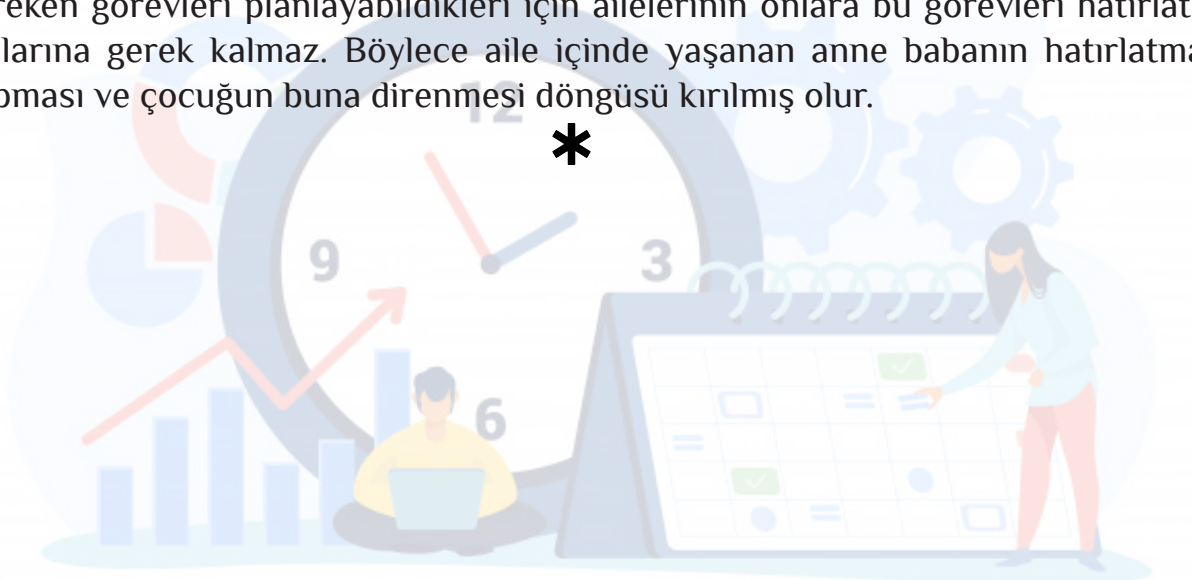 reken görevleri planlayabildikleri için ailelerinin onlara bu görevleri hatırlat
larına gerek kalmaz. Böylece aile içinde yaşanan anne babanın hatırlatma
pması ve çocuğun buna direnmesi döngüsü kırılmış olur.
12
*
9 3
6